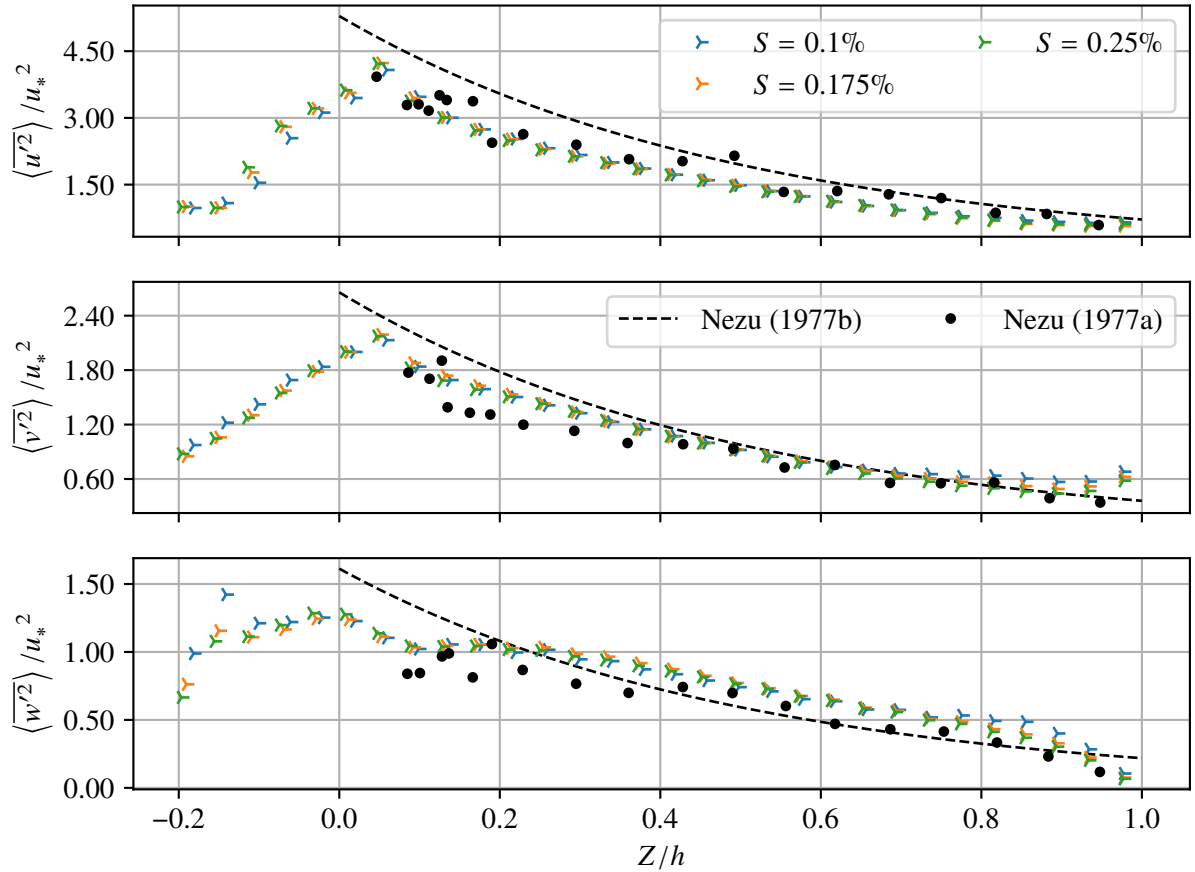 ⟨u′²⟩/u*²
4.50
3.00
1.50
S = 0.1%
S = 0.25%
S = 0.175%
⟨v′²⟩/u*²
2.40
1.80
1.20
0.60
Nezu (1977b)
Nezu (1977a)
⟨w′²⟩/u*²
1.50
1.00
0.50
0.00
−0.2 0.0 0.2 0.4 0.6 0.8 1.0
Z/h